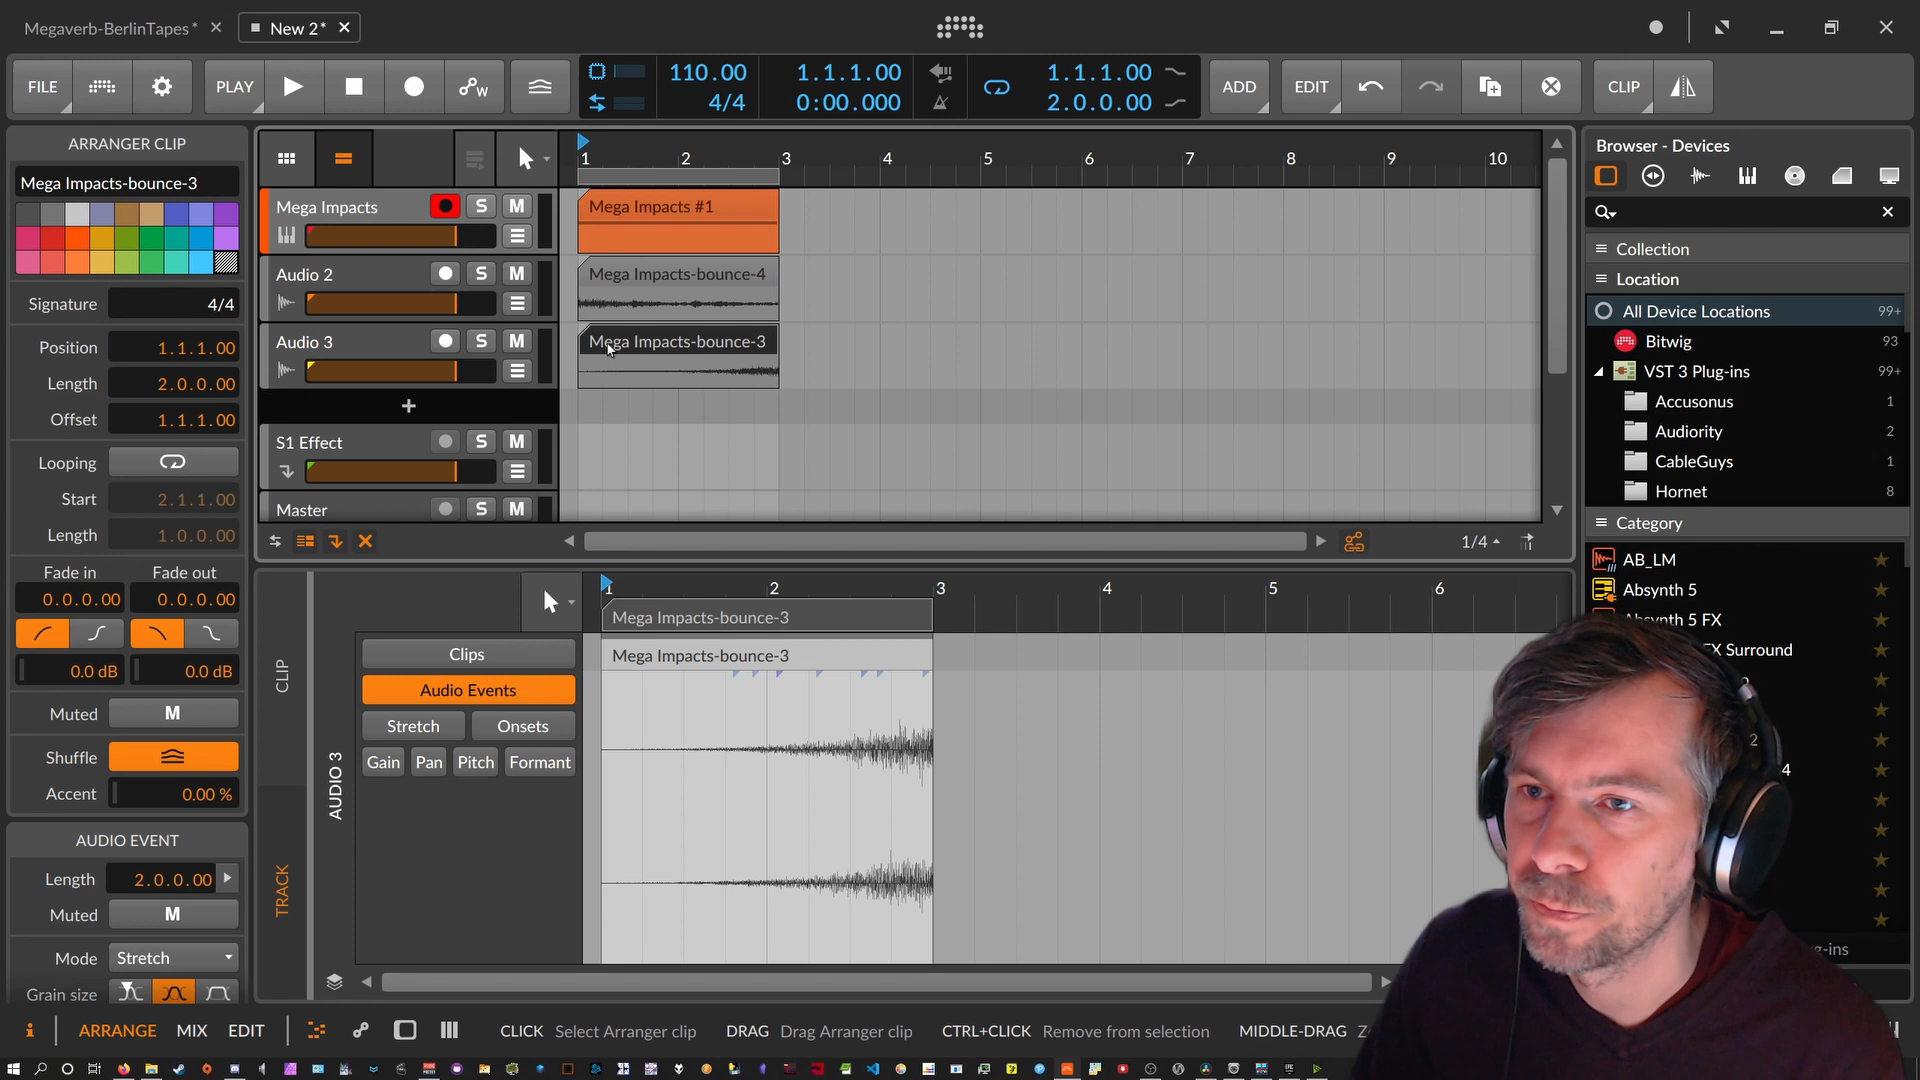 Megaverb-BerlinTapes*
New 2*
FILE
PLAY
110.00
4/4
1.1.1.00
0:00.000
1.1.1.00
2.0.0.00
ADD
EDIT
CLIP
ARRANGER CLIP
Mega Impacts-bounce-3
Signature 4/4
Position 1.1.1.00
Length 2.0.0.00
Offset 1.1.1.00
Looping
Start 2.1.1.00
Length 1.0.0.00
Fade in Fade out
0.0.0.00 0.0.0.00
0.0 dB 0.0 dB
Muted M
Shuffle
Accent 0.00 %
AUDIO EVENT
Length 2.0.0.00
Muted M
Mode Stretch
Grain size
1 2 3 4 5 6 7 8 9 10
Mega Impacts S M
Mega Impacts #1
Audio 2 S M
Mega Impacts-bounce-4
Audio 3 S M
Mega Impacts-bounce-3
+
S1 Effect S M
Master S M
1/4
CLIP
TRACK
AUDIO 3
1 2 3 4 5 6
Mega Impacts-bounce-3
Mega Impacts-bounce-3
Clips
Audio Events
Stretch Onsets
Gain Pan Pitch Formant
Browser - Devices
Collection
Location
All Device Locations 99+
Bitwig 93
VST 3 Plug-ins 99+
Accusonus 1
Audiority 2
CableGuys 1
Hornet 8
Category
AB_LM
Absynth 5
Absynth 5 FX
FX Surround
2
4
g-ins
i ARRANGE MIX EDIT
CLICK Select Arranger clip DRAG Drag Arranger clip CTRL+CLICK Remove from selection MIDDLE-DRAG